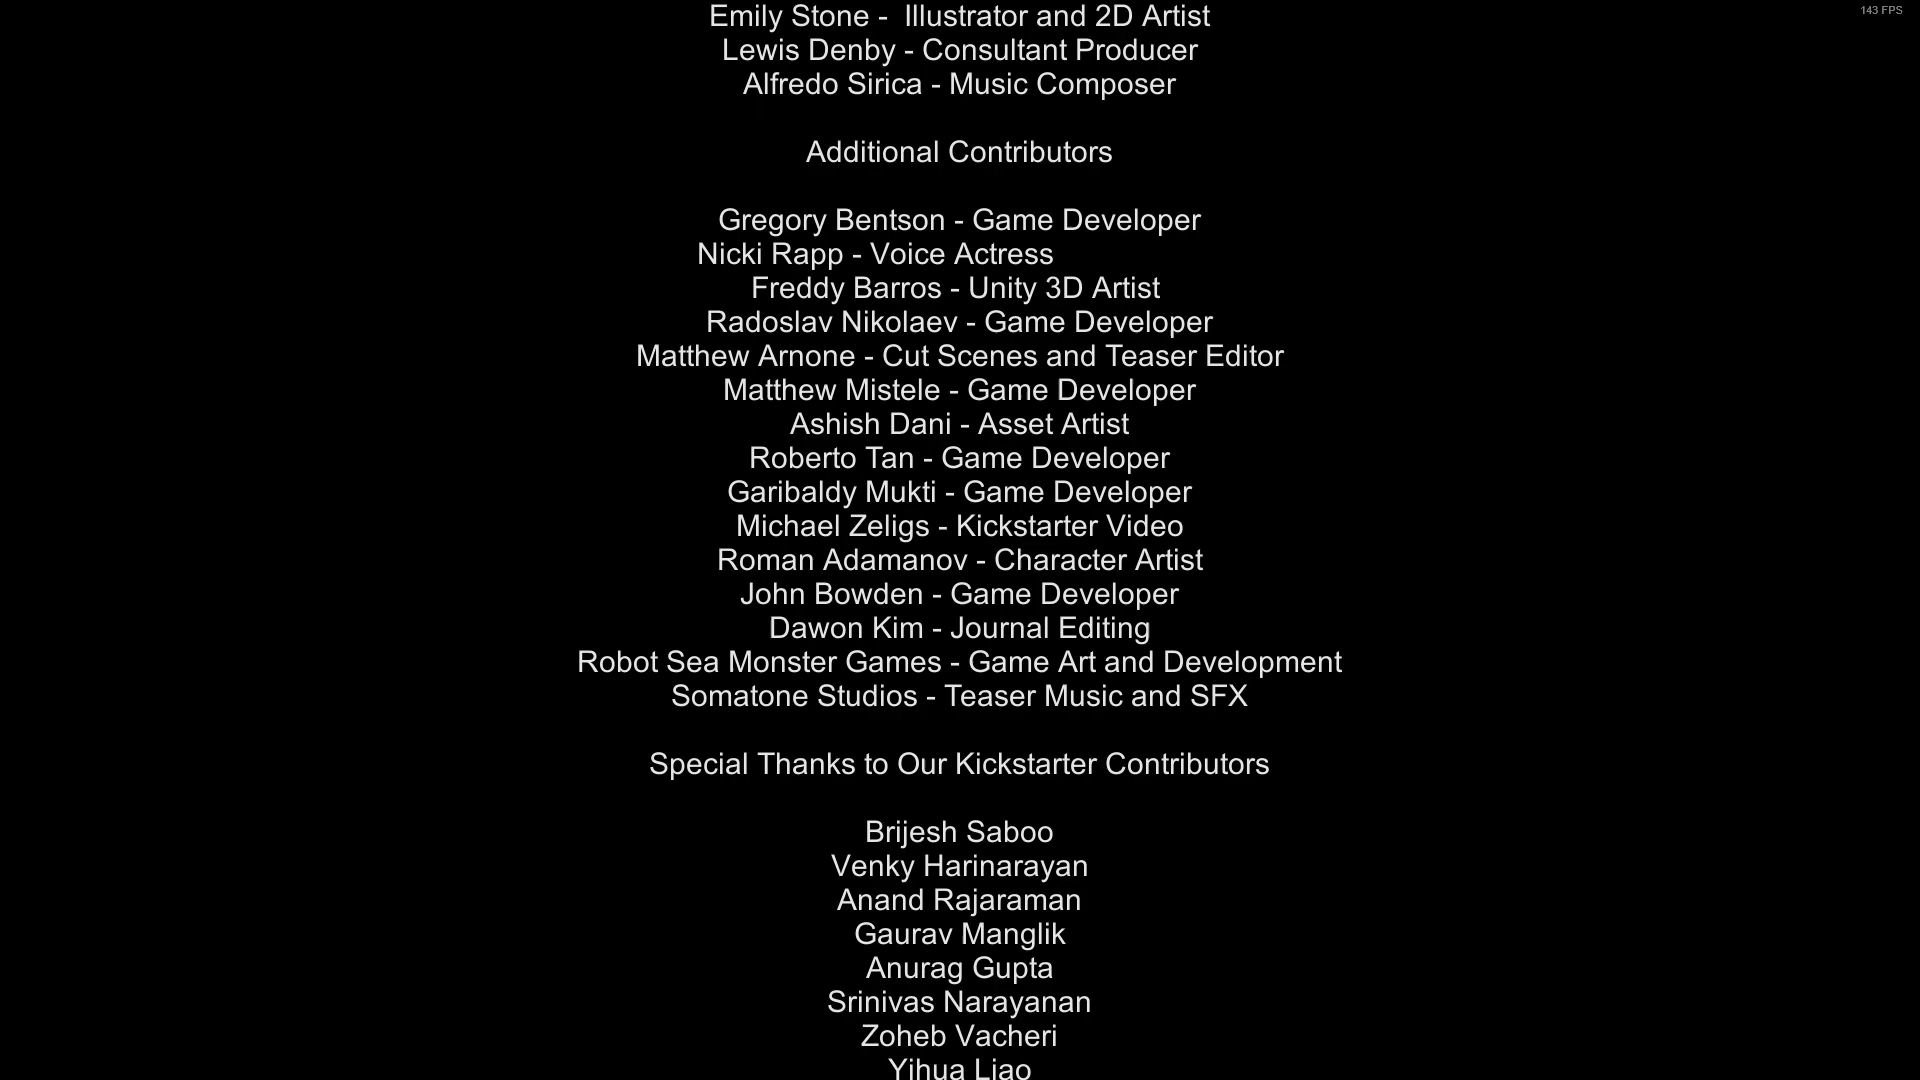 143 FPS
Emily Stone -  Illustrator and 2D Artist
Lewis Denby - Consultant Producer
Alfredo Sirica - Music Composer
Additional Contributors
Gregory Bentson - Game Developer
Nicki Rapp - Voice Actress
Freddy Barros - Unity 3D Artist
Radoslav Nikolaev - Game Developer
Matthew Arnone - Cut Scenes and Teaser Editor
Matthew Mistele - Game Developer
Ashish Dani - Asset Artist
Roberto Tan - Game Developer
Garibaldy Mukti - Game Developer
Michael Zeligs - Kickstarter Video
Roman Adamanov - Character Artist
John Bowden - Game Developer
Dawon Kim - Journal Editing
Robot Sea Monster Games - Game Art and Development
Somatone Studios - Teaser Music and SFX
Special Thanks to Our Kickstarter Contributors
Brijesh Saboo
Venky Harinarayan
Anand Rajaraman
Gaurav Manglik
Anurag Gupta
Srinivas Narayanan
Zoheb Vacheri
Yihua Liao